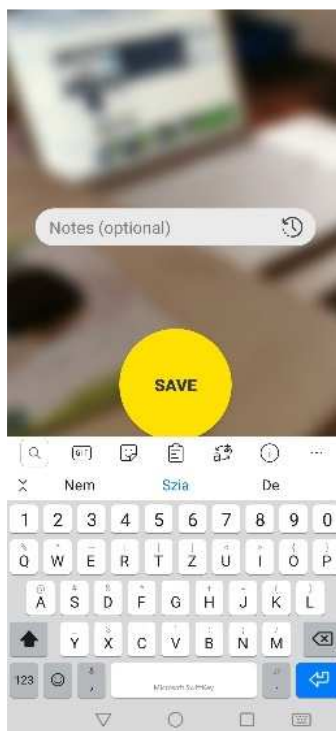 Notes (optional)
SAVE
GIF
Nem Szia De
1 2 3 4 5 6 7 8 9 0
Q W E R T Z U I O P
A S D F G H J K L
Y X C V B N M
123 , Microsoft SwiftKey .